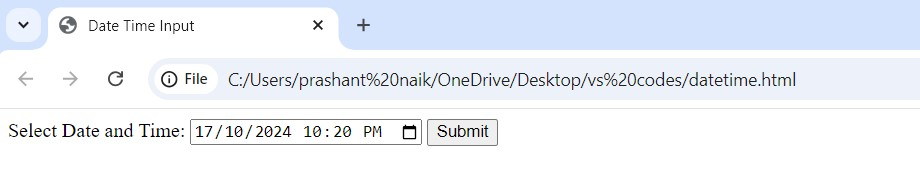 Date Time Input
File C:/Users/prashant%20naik/OneDrive/Desktop/vs%20codes/datetime.html
Select Date and Time: 17/10/2024 10:20 PM Submit